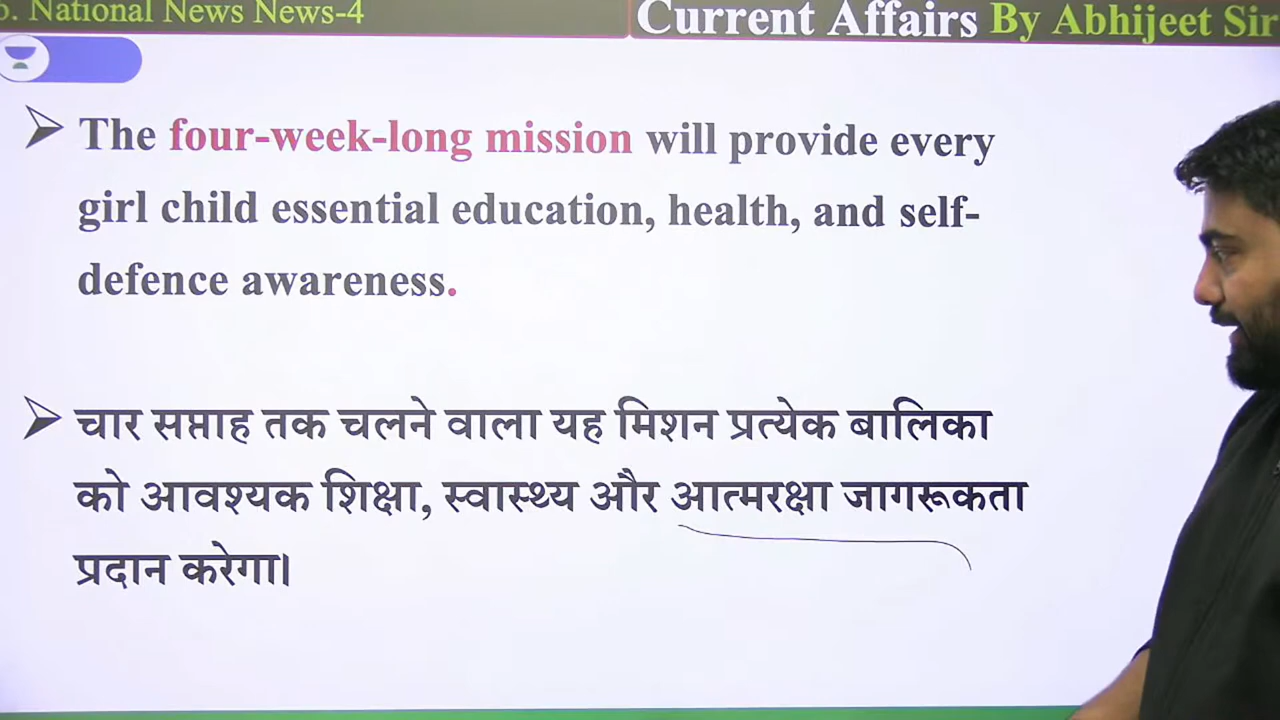 . National News News-4
Current Affairs By Abhijeet Sir
The four-week-long mission will provide every
girl child essential education, health, and self-
defence awareness.
चार सप्ताह तक चलने वाला यह मिशन प्रत्येक बालिका
को आवश्यक शिक्षा, स्वास्थ्य और आत्मरक्षा जागरूकता
प्रदान करेगा।